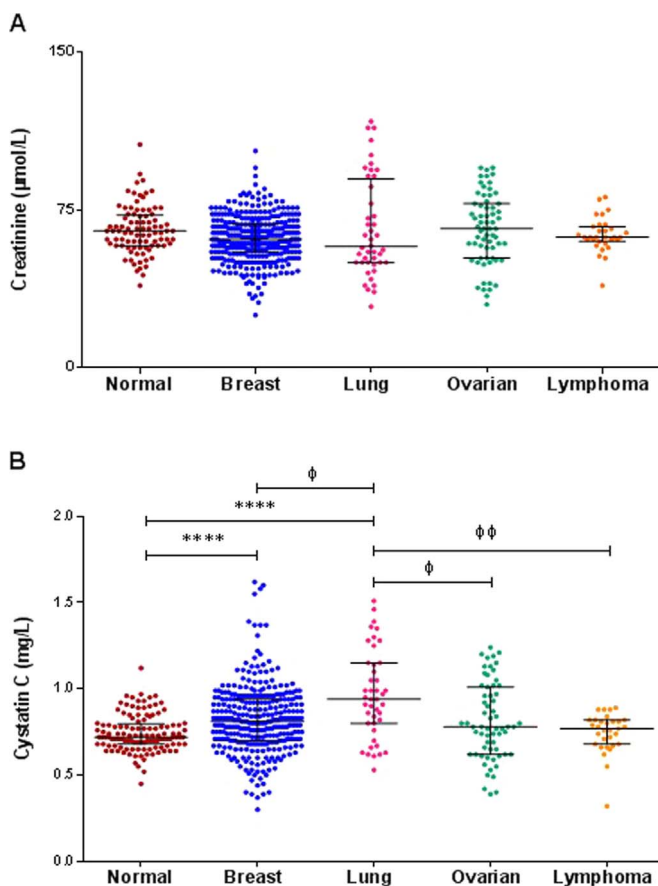 A
150
75
0
Creatinine (μmol/L)
Normal Breast Lung Ovarian Lymphoma
B
ϕ
****
****
ϕϕ
ϕ
2.0
1.5
1.0
0.5
0.0
Cystatin C (mg/L)
Normal Breast Lung Ovarian Lymphoma